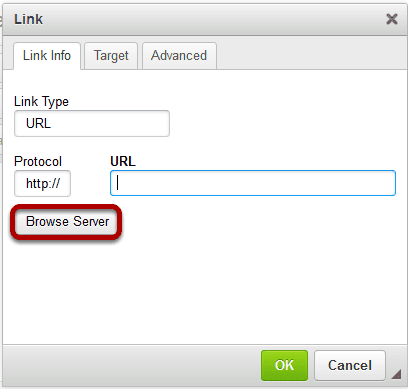 Link
Link Info Target Advanced
Link Type
URL
Protocol URL
http://
Browse Server
OK Cancel